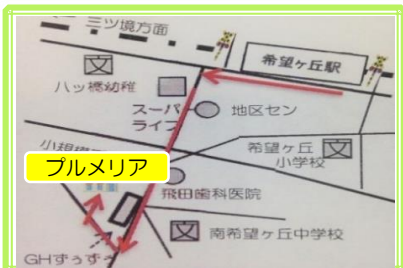 三ツ境方面
希望ヶ丘駅
八ッ橋幼稚
スーパー
ライフ
地区セン
希望ヶ丘
小学校
プルメリア
飛田歯科医院
南希望ヶ丘中学校
GHずぅずぅ